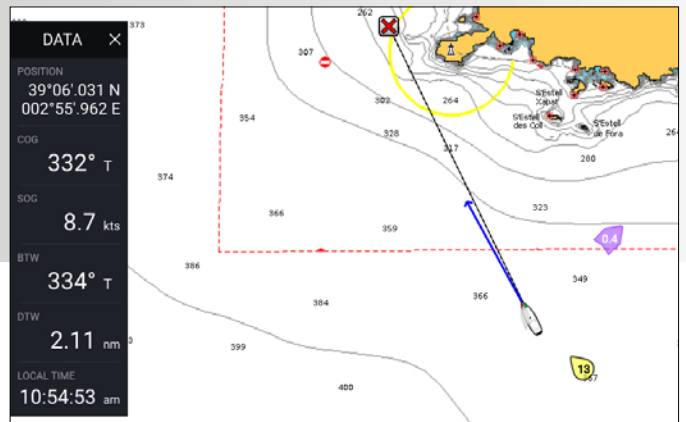 DATA ×
POSITION
39°06'.031 N
002°55'.962 E
COG
332° T
SOG
8.7 kts
BTW
334° T
DTW
2.11 nm
LOCAL TIME
10:54:53 am
262
373
307
302
264
354
328
317
S'Estell
Xapat
S'Estell
des Coll
S'Estell
de Fora
264
280
374
366
323
359
0.4
386
349
384
366
399
13
400